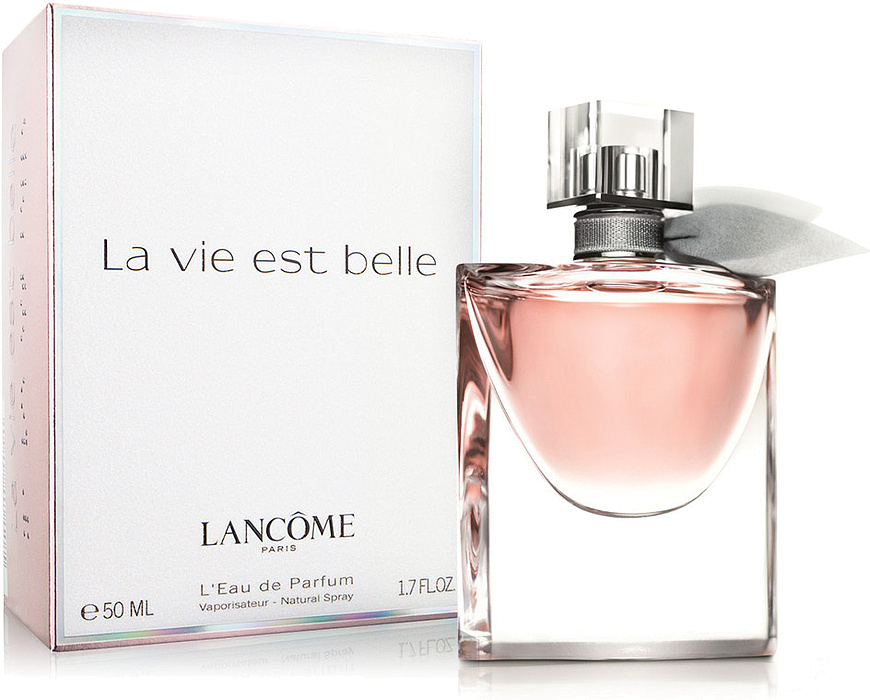 La vie est belle
LANCÔME
PARIS
L'Eau de Parfum
Vaporisateur - Natural Spray
℮50 ML
1.7 FL.OZ.